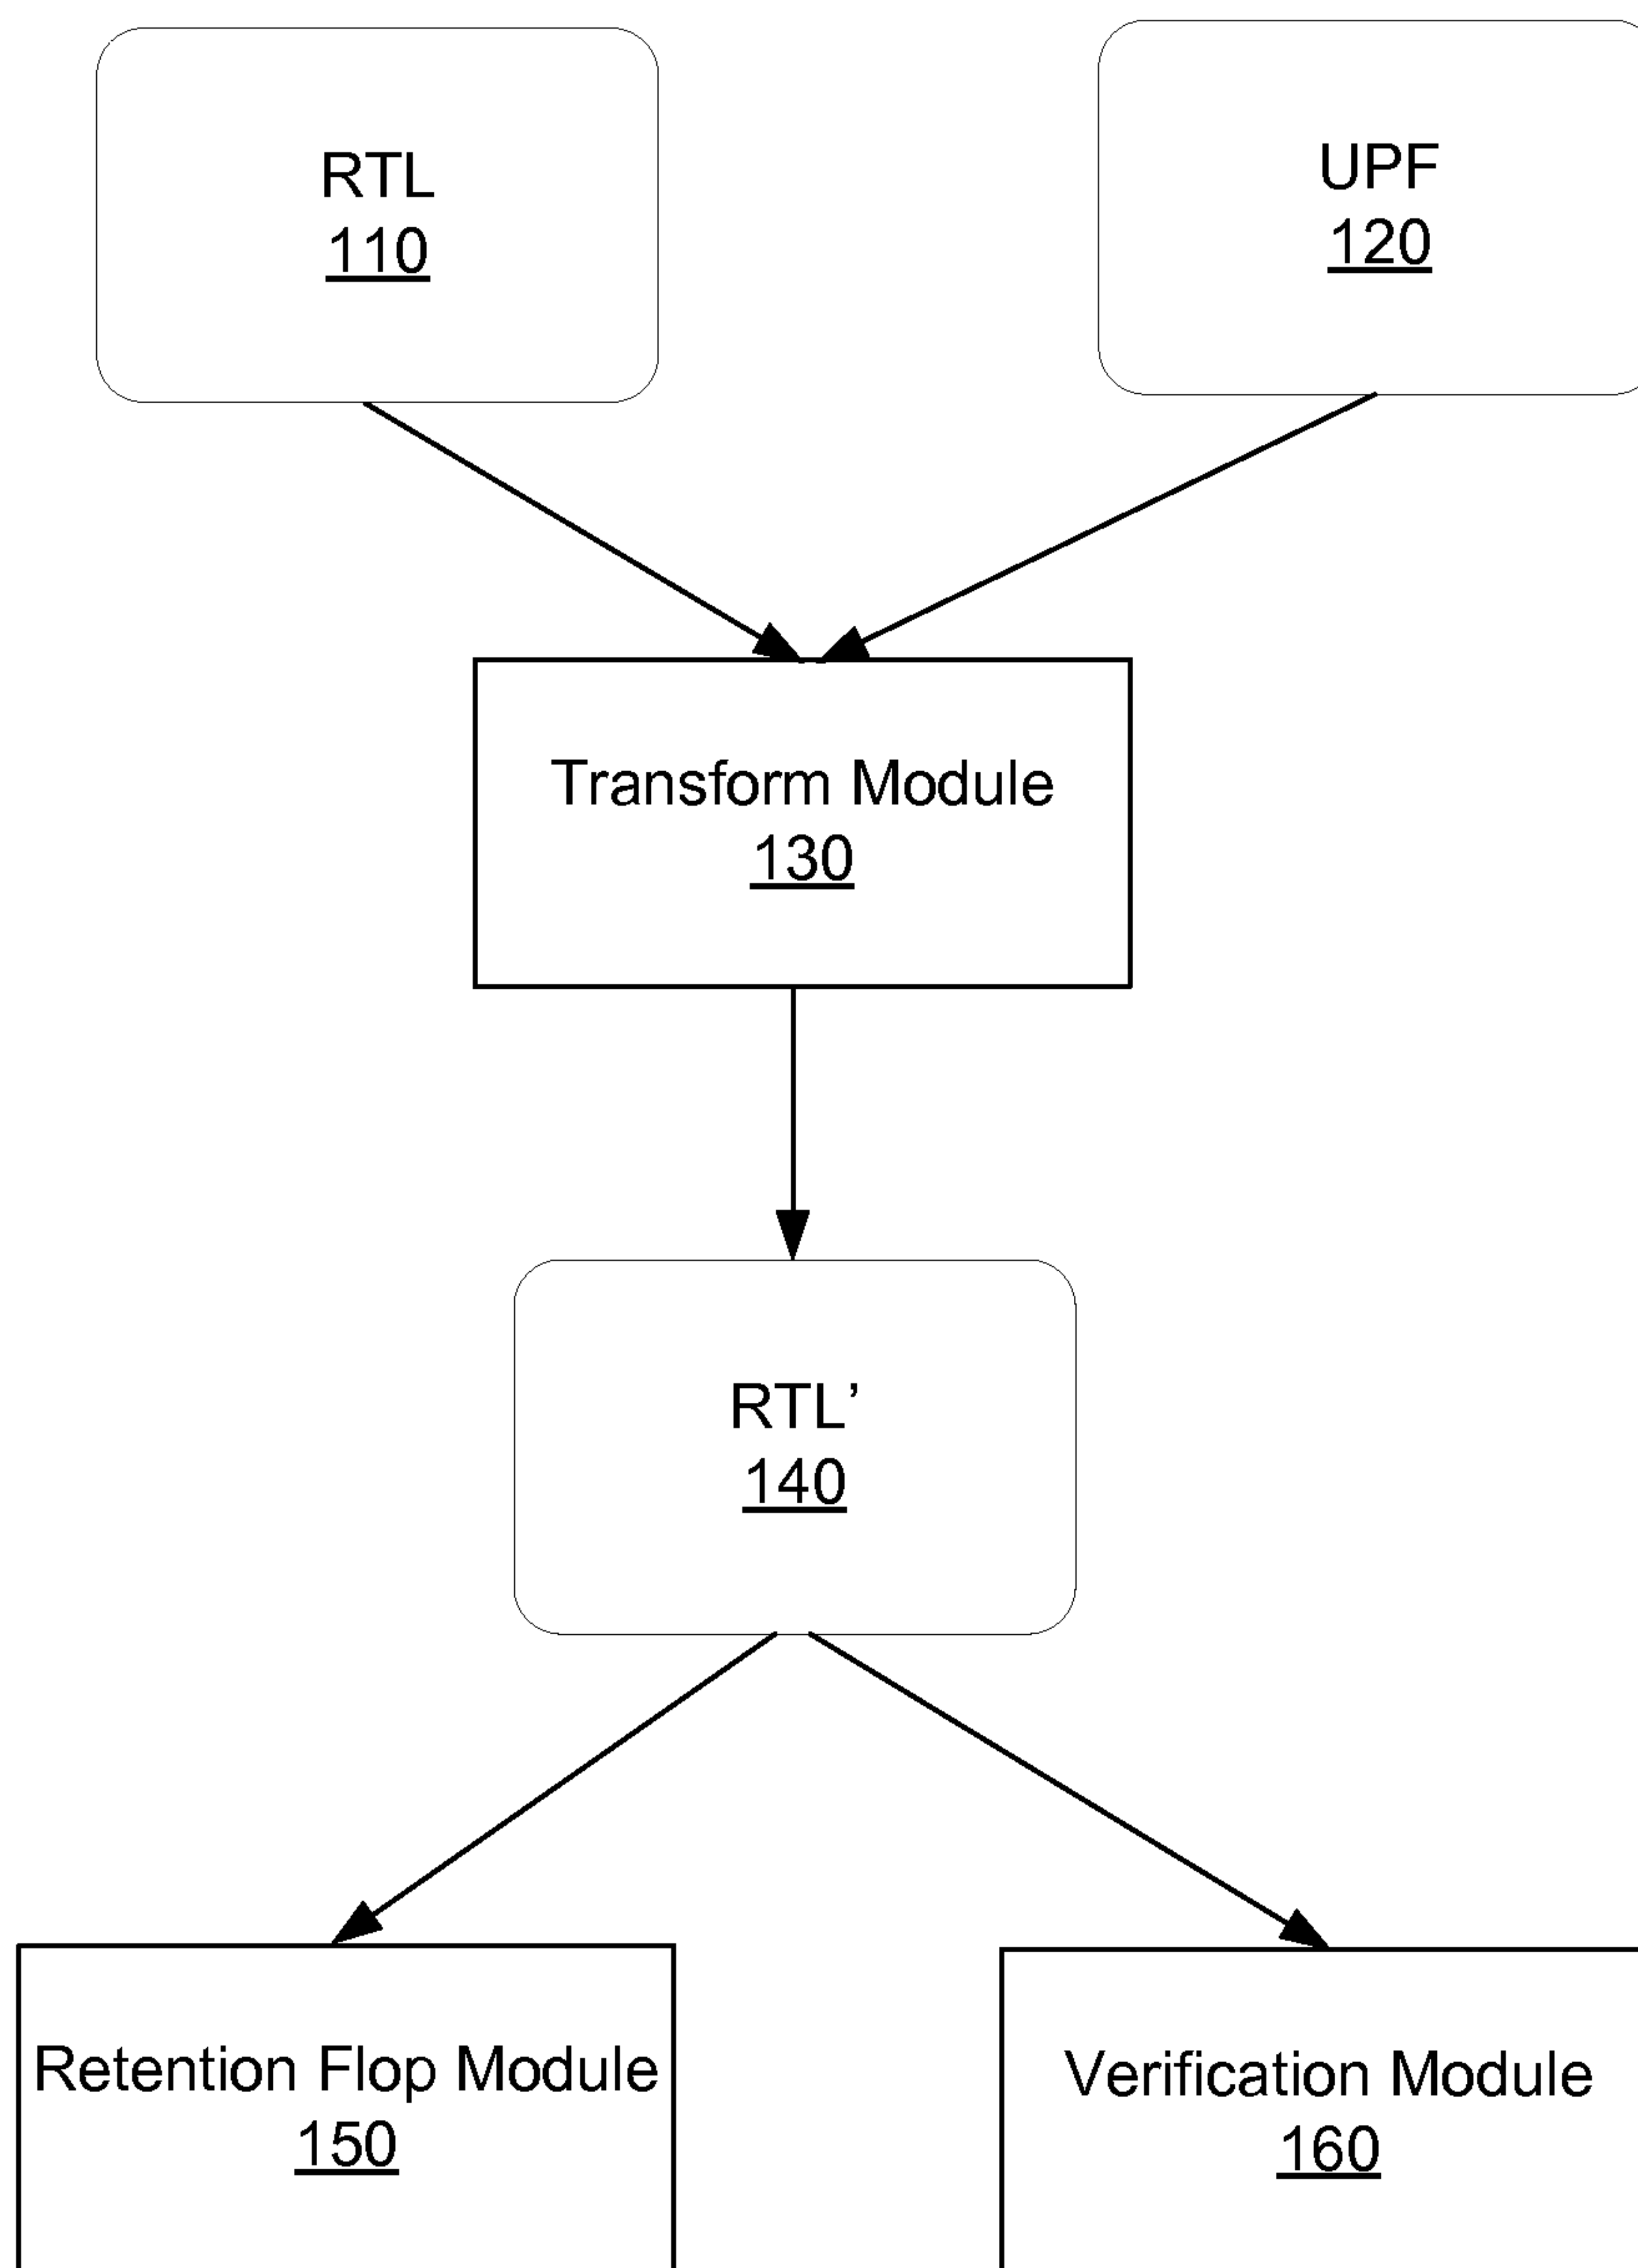 RTL
110
UPF
120
Transform Module
130
RTL’
140
Retention Flop Module
150
Verification Module
160